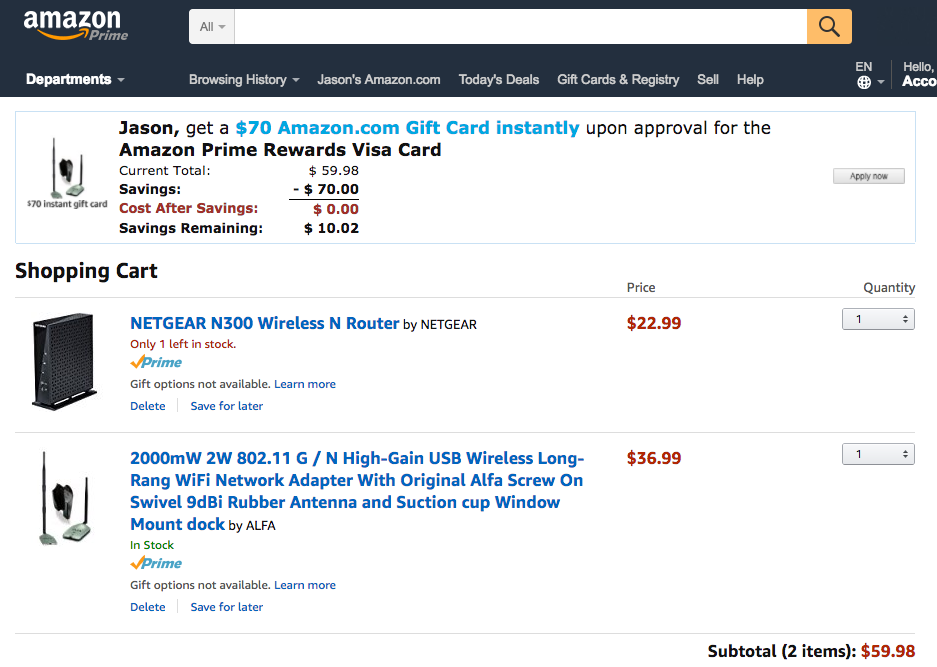 amazon
Prime
All
EN
Hello,
Departments
Browsing History
Jason's Amazon.com
Today's Deals
Gift Cards & Registry
Sell
Help
Acco
Jason, get a $70 Amazon.com Gift Card instantly upon approval for the
Amazon Prime Rewards Visa Card
Current Total: $ 59.98
Savings: - $ 70.00
Cost After Savings: $ 0.00
Savings Remaining: $ 10.02
$70 instant gift card
Apply now
Shopping Cart
Price Quantity
NETGEAR N300 Wireless N Router by NETGEAR $22.99 1
Only 1 left in stock.
Prime
Gift options not available. Learn more
Delete Save for later
2000mW 2W 802.11 G / N High-Gain USB Wireless Long- $36.99 1
Rang WiFi Network Adapter With Original Alfa Screw On
Swivel 9dBi Rubber Antenna and Suction cup Window
Mount dock by ALFA
In Stock
Prime
Gift options not available. Learn more
Delete Save for later
Subtotal (2 items): $59.98